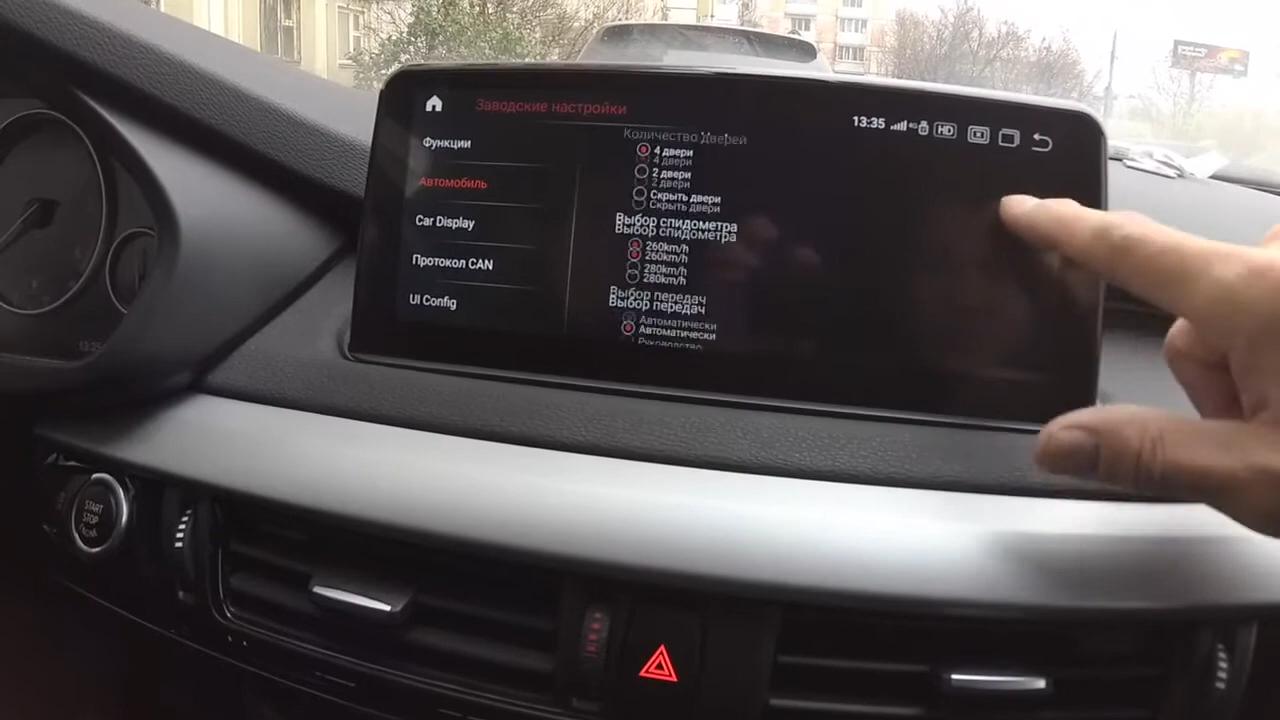 Заводские настройки
13:35
HD
Функции
Автомобиль
Car Display
Протокол CAN
UI Config
Количество дверей
4 двери
4 двери
2 двери
2 двери
Скрыть двери
Скрыть двери
Выбор спидометра
Выбор спидометра
260km/h
260km/h
280km/h
280km/h
Выбор передач
Выбор передач
Автоматически
Автоматически
Руководство
START
STOP